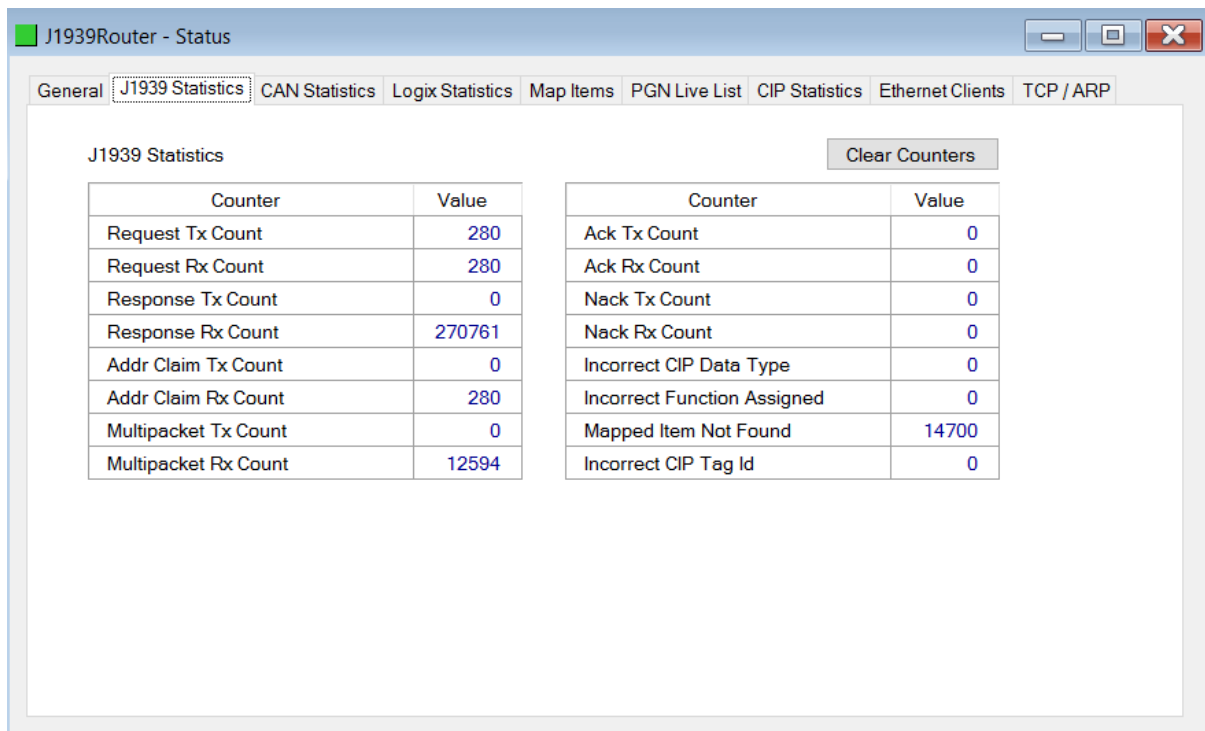 J1939Router - Status
General J1939 Statistics CAN Statistics Logix Statistics Map Items PGN Live List CIP Statistics Ethernet Clients TCP / ARP
J1939 Statistics Clear Counters
Counter Value Counter Value
Request Tx Count 280 Ack Tx Count 0
Request Rx Count 280 Ack Rx Count 0
Response Tx Count 0 Nack Tx Count 0
Response Rx Count 270761 Nack Rx Count 0
Addr Claim Tx Count 0 Incorrect CIP Data Type 0
Addr Claim Rx Count 280 Incorrect Function Assigned 0
Multipacket Tx Count 0 Mapped Item Not Found 14700
Multipacket Rx Count 12594 Incorrect CIP Tag Id 0